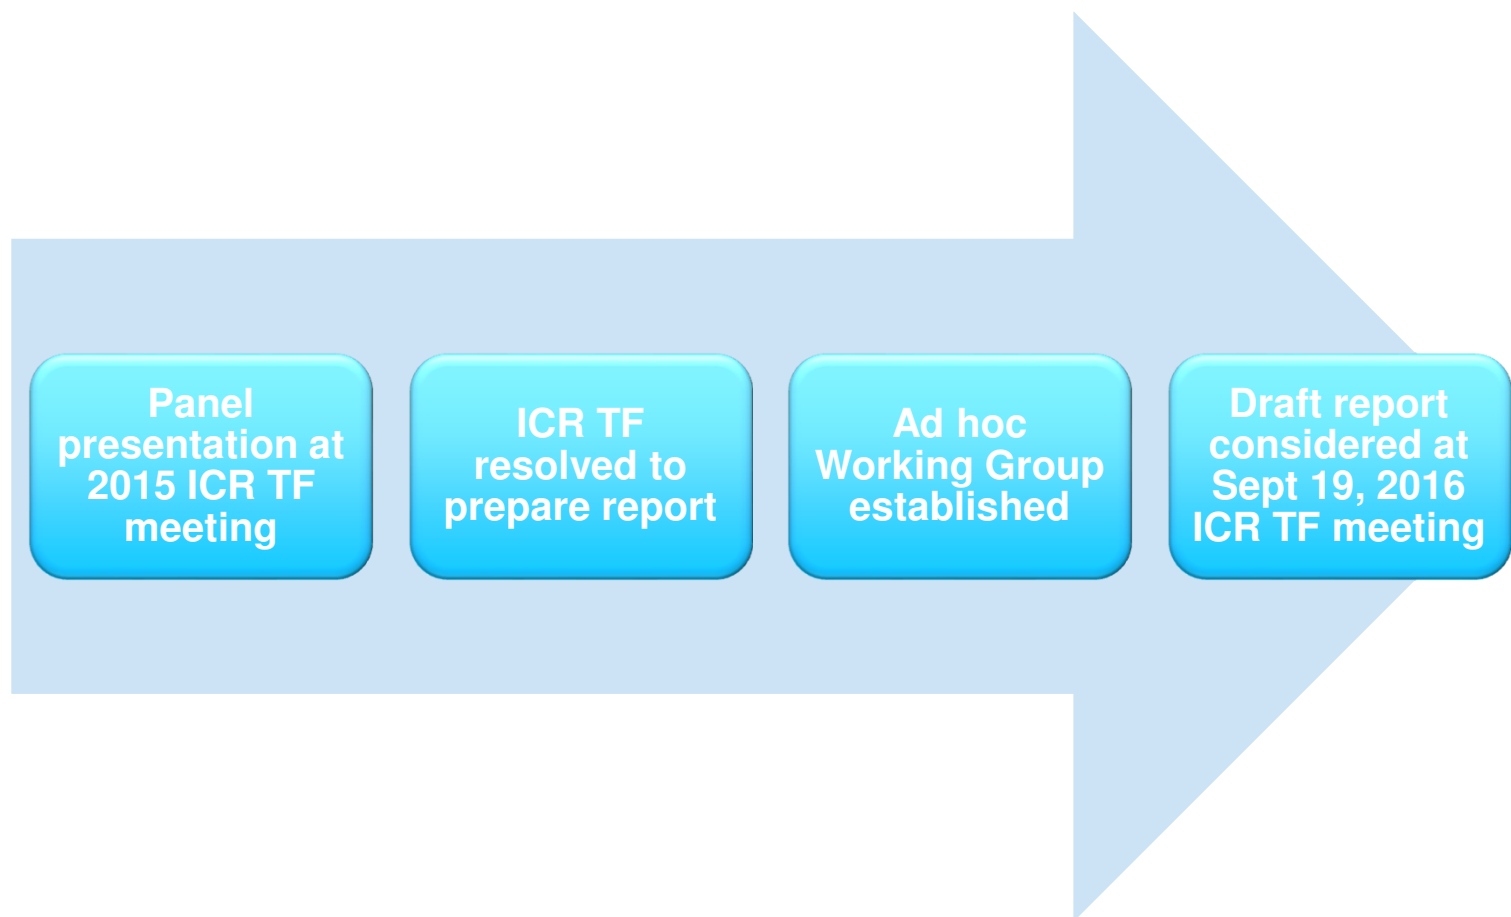 Panel
presentation at
2015 ICR TF
meeting
ICR TF
resolved to
prepare report
Ad hoc
Working Group
established
Draft report
considered at
Sept 19, 2016
ICR TF meeting